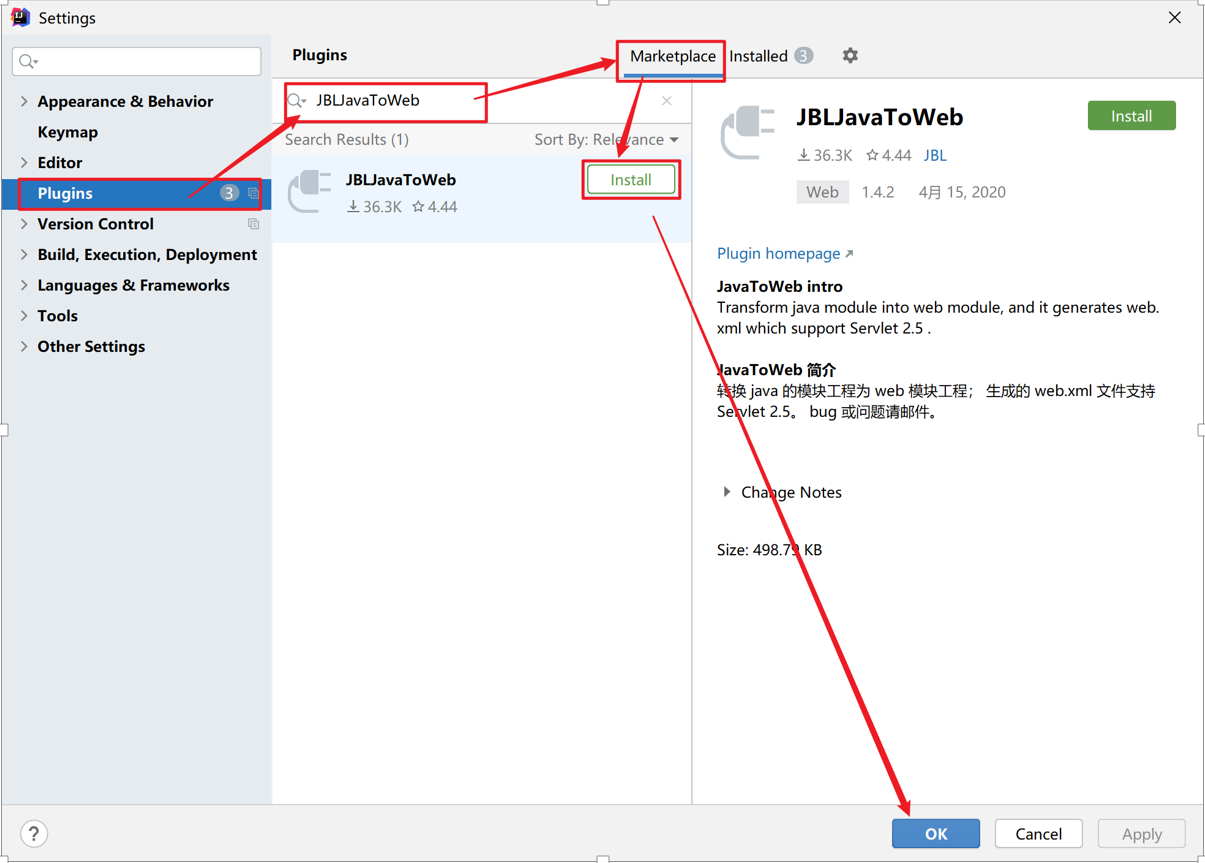 Settings
Plugins
Marketplace
Installed 3
Appearance & Behavior
Keymap
Editor
Plugins 3
Version Control
Build, Execution, Deployment
Languages & Frameworks
Tools
Other Settings
JBLJavaToWeb
Search Results (1)
Sort By: Relevance
JBLJavaToWeb
36.3K 4.44
Install
JBLJavaToWeb
Install
36.3K 4.44 JBL
Web 1.4.2 4月 15, 2020
Plugin homepage
JavaToWeb intro
Transform java module into web module, and it generates web.
xml which support Servlet 2.5 .
JavaToWeb 简介
转换 java 的模块工程为 web 模块工程； 生成的 web.xml 文件支持
Servlet 2.5。 bug 或问题请邮件。
Change Notes
Size: 498.79 KB
?
OK
Cancel
Apply